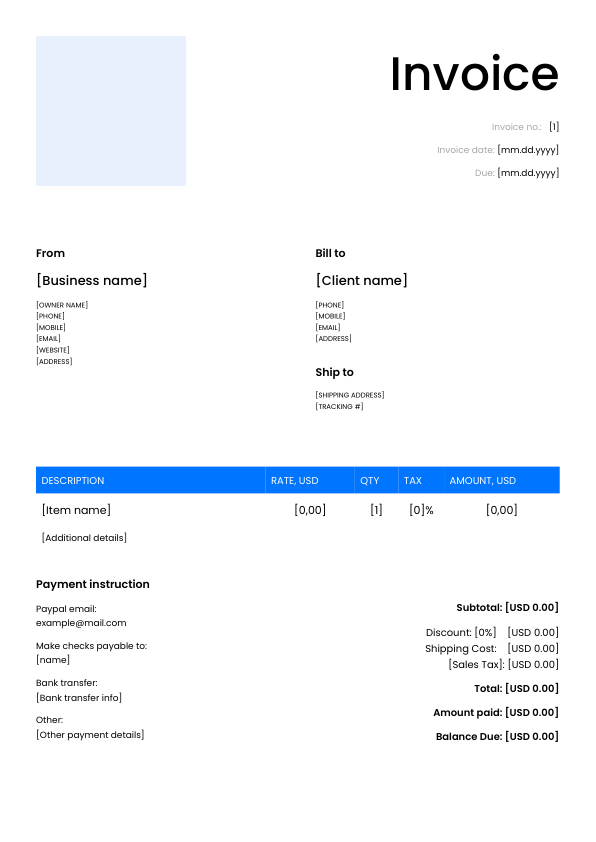 Invoice
Invoice no.: [1]
Invoice date: [mm.dd.yyyy]
Due: [mm.dd.yyyy]
From
[Business name]
[OWNER NAME]
[PHONE]
[MOBILE]
[EMAIL]
[WEBSITE]
[ADDRESS]
Bill to
[Client name]
[PHONE]
[MOBILE]
[EMAIL]
[ADDRESS]
Ship to
[SHIPPING ADDRESS]
[TRACKING #]
DESCRIPTION RATE, USD QTY TAX AMOUNT, USD
[Item name] [0,00] [1] [0]% [0,00]
[Additional details]
Payment instruction
Paypal email:
example@mail.com
Make checks payable to:
[name]
Bank transfer:
[Bank transfer info]
Other:
[Other payment details]
Subtotal: [USD 0.00]
Discount: [0%] [USD 0.00]
Shipping Cost: [USD 0.00]
[Sales Tax]: [USD 0.00]
Total: [USD 0.00]
Amount paid: [USD 0.00]
Balance Due: [USD 0.00]